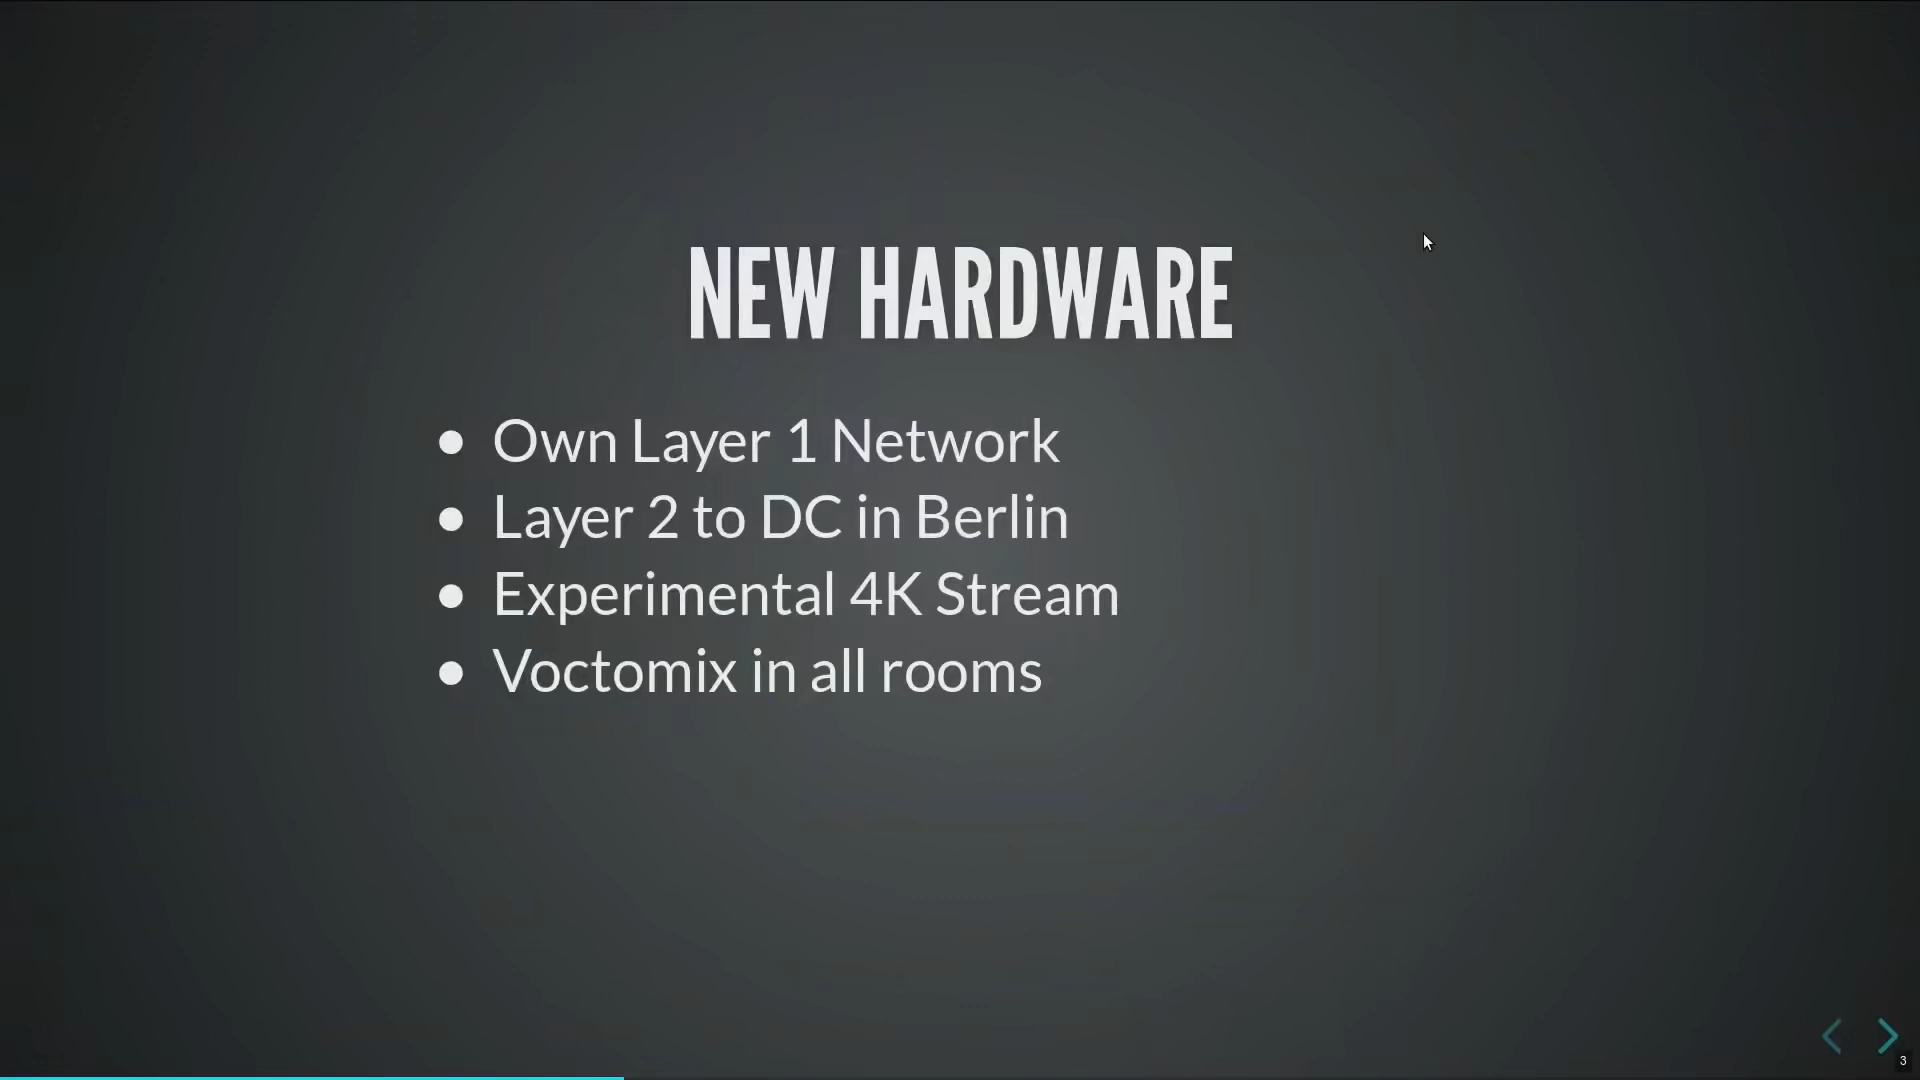 NEW HARDWARE
Own Layer 1 Network
Layer 2 to DC in Berlin
Experimental 4K Stream
Voctomix in all rooms
3